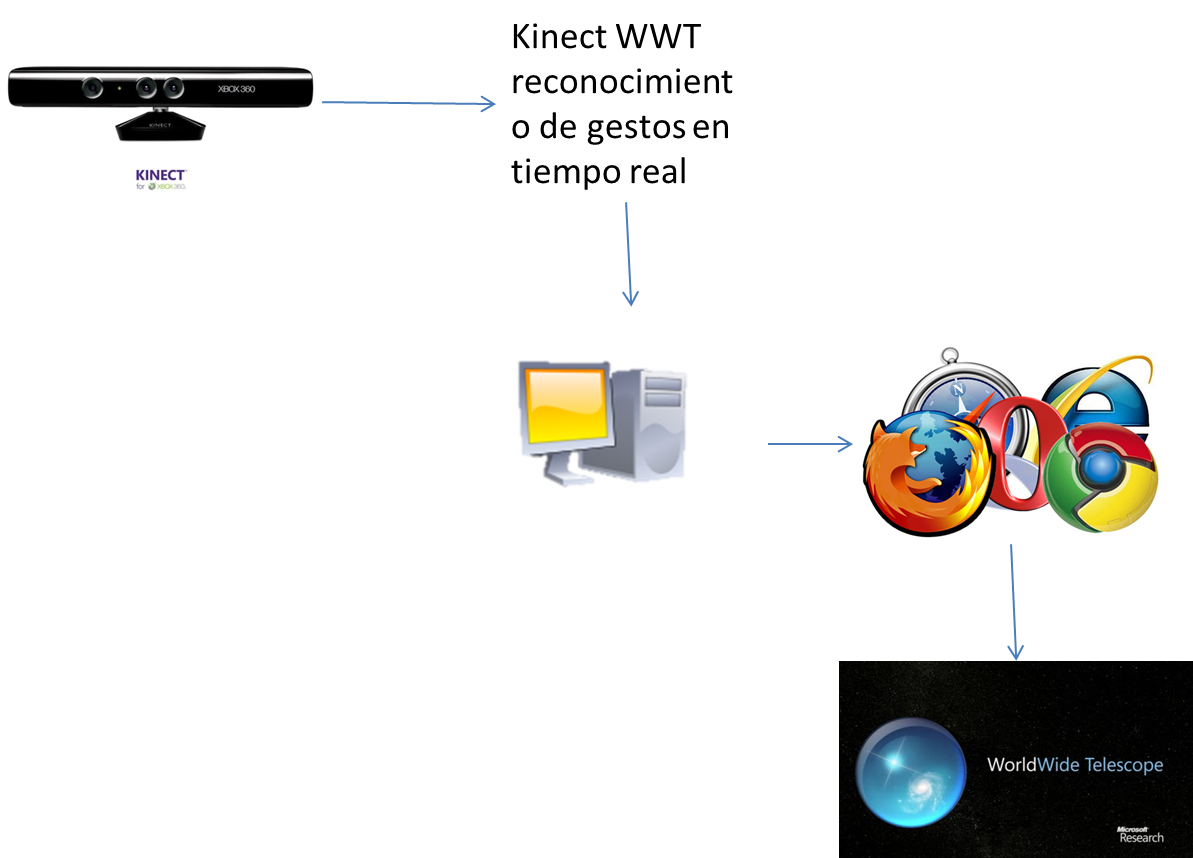 Kinect WWT
reconocimient
o de gestos en
tiempo real
XBOX 360
KINECT
KINECT
for XBOX 360.
N
WorldWide Telescope
Microsoft
Research